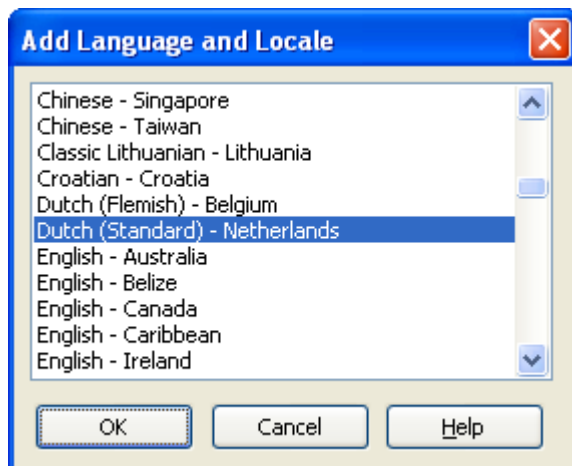 Add Language and Locale
Chinese - Singapore
Chinese - Taiwan
Classic Lithuanian - Lithuania
Croatian - Croatia
Dutch (Flemish) - Belgium
Dutch (Standard) - Netherlands
English - Australia
English - Belize
English - Canada
English - Caribbean
English - Ireland
OK Cancel Help